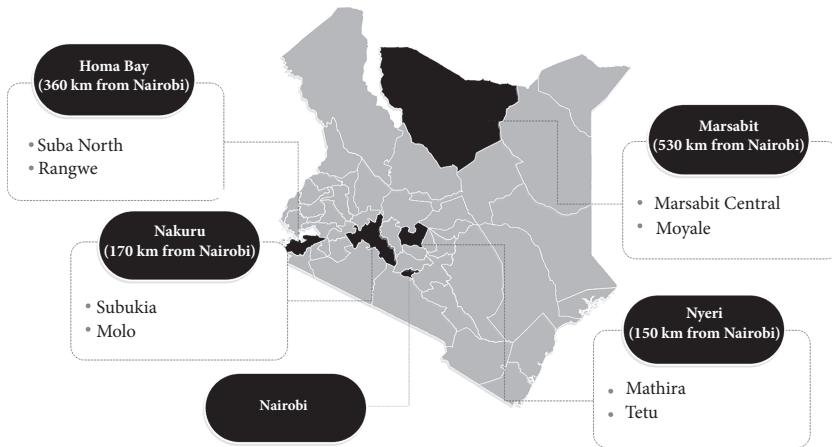 Homa Bay
(360 km from Nairobi)
• Suba North
• Rangwe
Nakuru
(170 km from Nairobi)
• Subukia
• Molo
Nairobi
Marsabit
(530 km from Nairobi)
• Marsabit Central
• Moyale
Nyeri
(150 km from Nairobi)
• Mathira
• Tetu